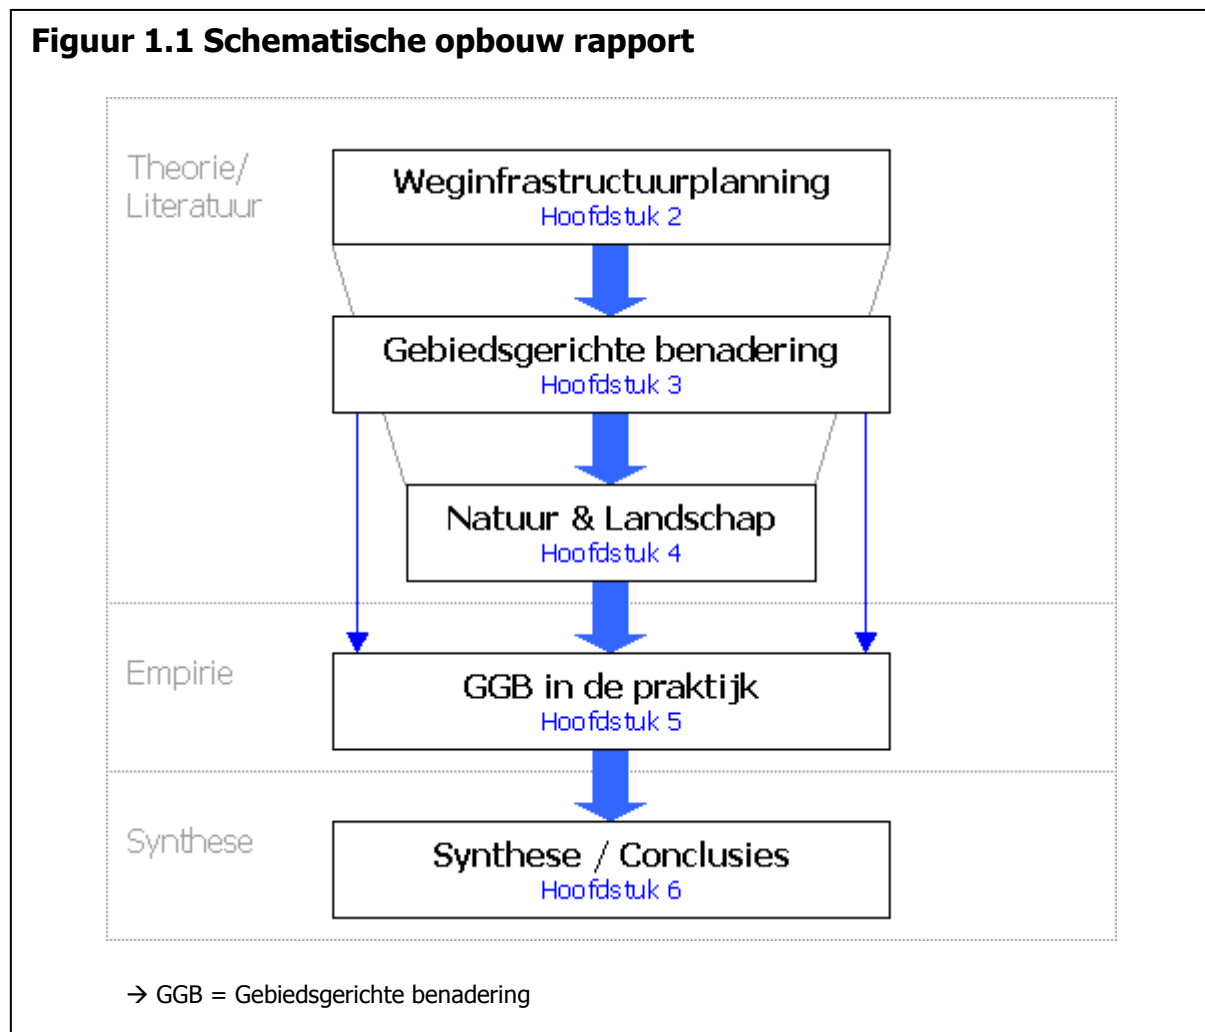 Figuur 1.1 Schematische opbouw rapport
Theorie/
Literatuur
Weginfrastructuurplanning
Hoofdstuk 2
Gebiedsgerichte benadering
Hoofdstuk 3
Natuur & Landschap
Hoofdstuk 4
Empirie
GGB in de praktijk
Hoofdstuk 5
Synthese
Synthese / Conclusies
Hoofdstuk 6
→ GGB = Gebiedsgerichte benadering